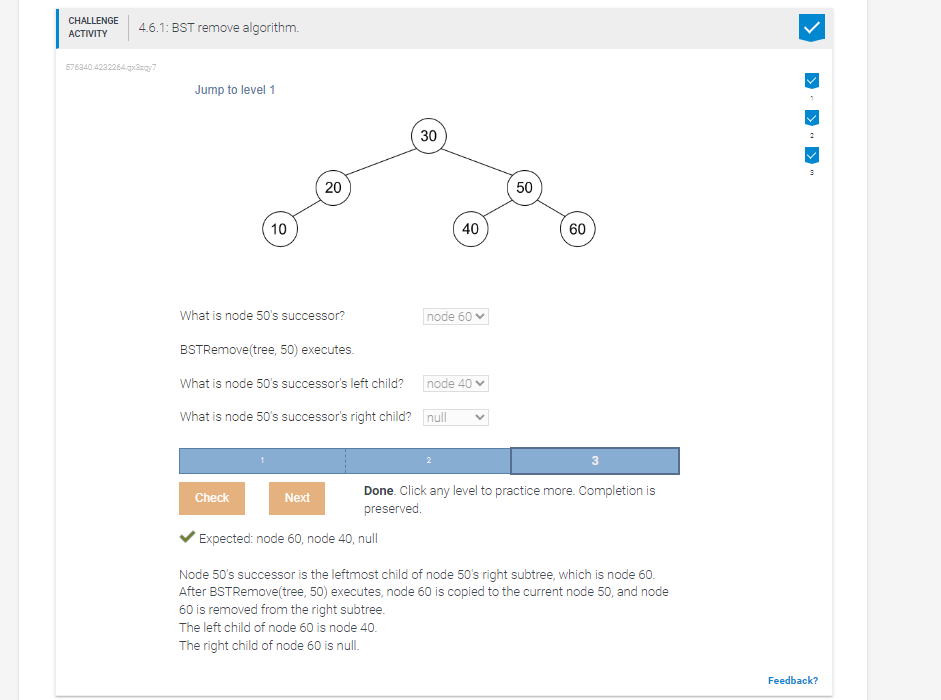 CHALLENGE
ACTIVITY
4.6.1: BST remove algorithm.
576340.4232264.qx3zqy7
Jump to level 1
1
2
3
30
20
50
10
40
60
What is node 50's successor?
node 60
BSTRemove(tree, 50) executes.
What is node 50's successor's left child?
node 40
What is node 50's successor's right child?
null
1
2
3
Check
Next
Done. Click any level to practice more. Completion is
preserved.
Expected: node 60, node 40, null
Node 50's successor is the leftmost child of node 50's right subtree, which is node 60.
After BSTRemove(tree, 50) executes, node 60 is copied to the current node 50, and node
60 is removed from the right subtree.
The left child of node 60 is node 40.
The right child of node 60 is null.
Feedback?